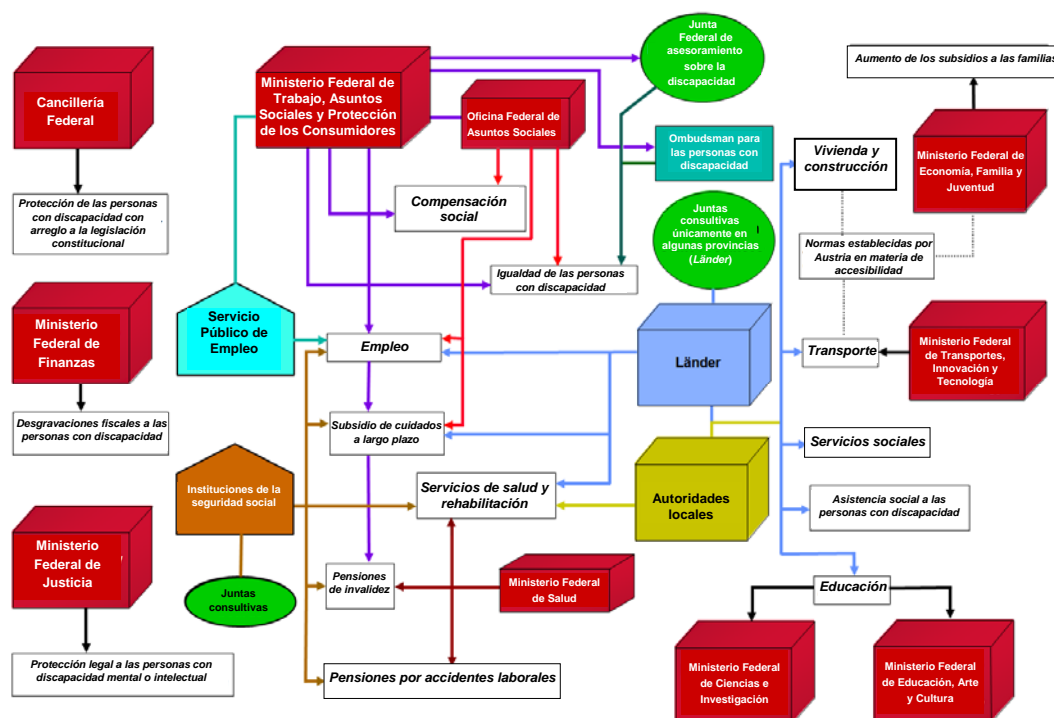 Junta
Federal de
asesoramiento
sobre la
discapacidad
Aumento de los subsidios a las familias
Cancillería
Federal
Ministerio Federal de
Trabajo, Asuntos
Sociales y Protección
de los Consumidores
Oficina Federal de
Asuntos Sociales
Ombudsman para
las personas con
discapacidad
Vivienda y
construcción
Ministerio Federal de
Economía, Familia y
Juventud
Protección de las personas
con discapacidad con
arreglo a la legislación
constitucional
Compensación
social
Juntas
consultivas
únicamente en
algunas provincias
(Länder)
Normas establecidas por
Austria en materia de
accesibilidad
Igualdad de las personas
con discapacidad
Ministerio
Federal de
Finanzas
Servicio
Público de
Empleo
Empleo
Länder
Transporte
Ministerio Federal
de Transportes,
Innovación y
Tecnología
Desgravaciones fiscales a las
personas con discapacidad
Subsidio de cuidados
a largo plazo
Servicios sociales
Instituciones de la
seguridad social
Servicios de salud y
rehabilitación
Autoridades
locales
Asistencia social a las
personas con discapacidad
Ministerio
Federal de
Justicia
Juntas
consultivas
Pensiones
de invalidez
Ministerio Federal
de Salud
Educación
Protección legal a las personas con
discapacidad mental o intelectual
Pensiones por accidentes laborales
Ministerio Federal
de Ciencias e
Investigación
Ministerio Federal
de Educación, Arte
y Cultura